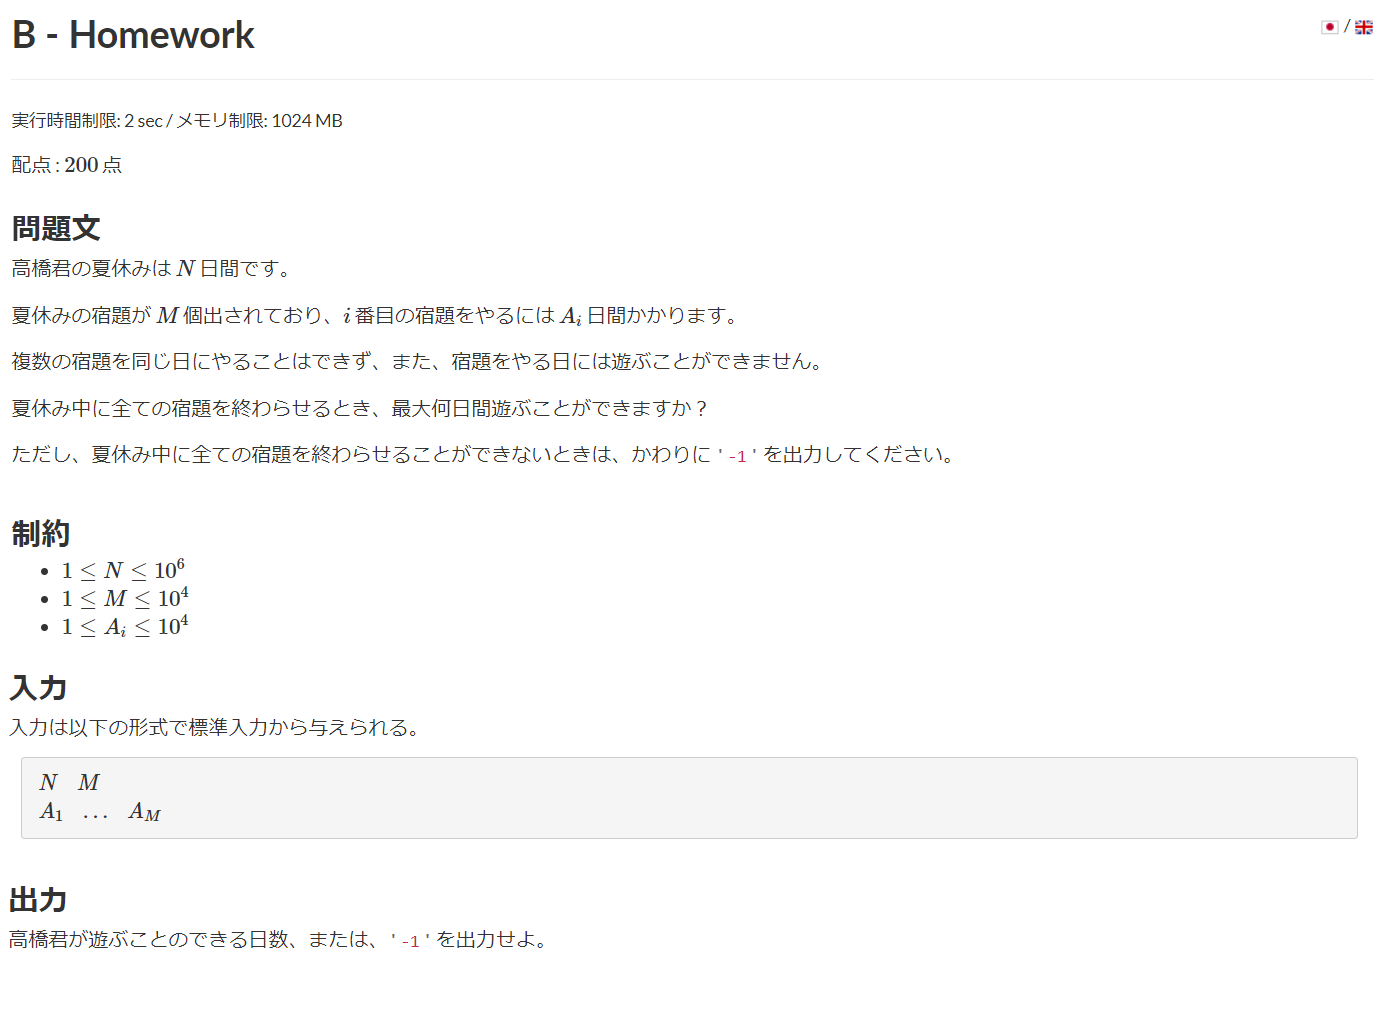 B - Homework
/
実行時間制限: 2 sec / メモリ制限: 1024 MB
配点 : 200 点
問題文
高橋君の夏休みは N 日間です。
夏休みの宿題が M 個出されており、i 番目の宿題をやるには A_i 日間かかります。
複数の宿題を同じ日にやることはできず、また、宿題をやる日には遊ぶことができません。
夏休み中に全ての宿題を終わらせるとき、最大何日間遊ぶことができますか？
ただし、夏休み中に全ての宿題を終わらせることができないときは、かわりに ' -1 ' を出力してください。
制約
• 1 ≤ N ≤ 10^6
• 1 ≤ M ≤ 10^4
• 1 ≤ A_i ≤ 10^4
入力
入力は以下の形式で標準入力から与えられる。
N M
A_1 … A_M
出力
高橋君が遊ぶことのできる日数、または、' -1 ' を出力せよ。